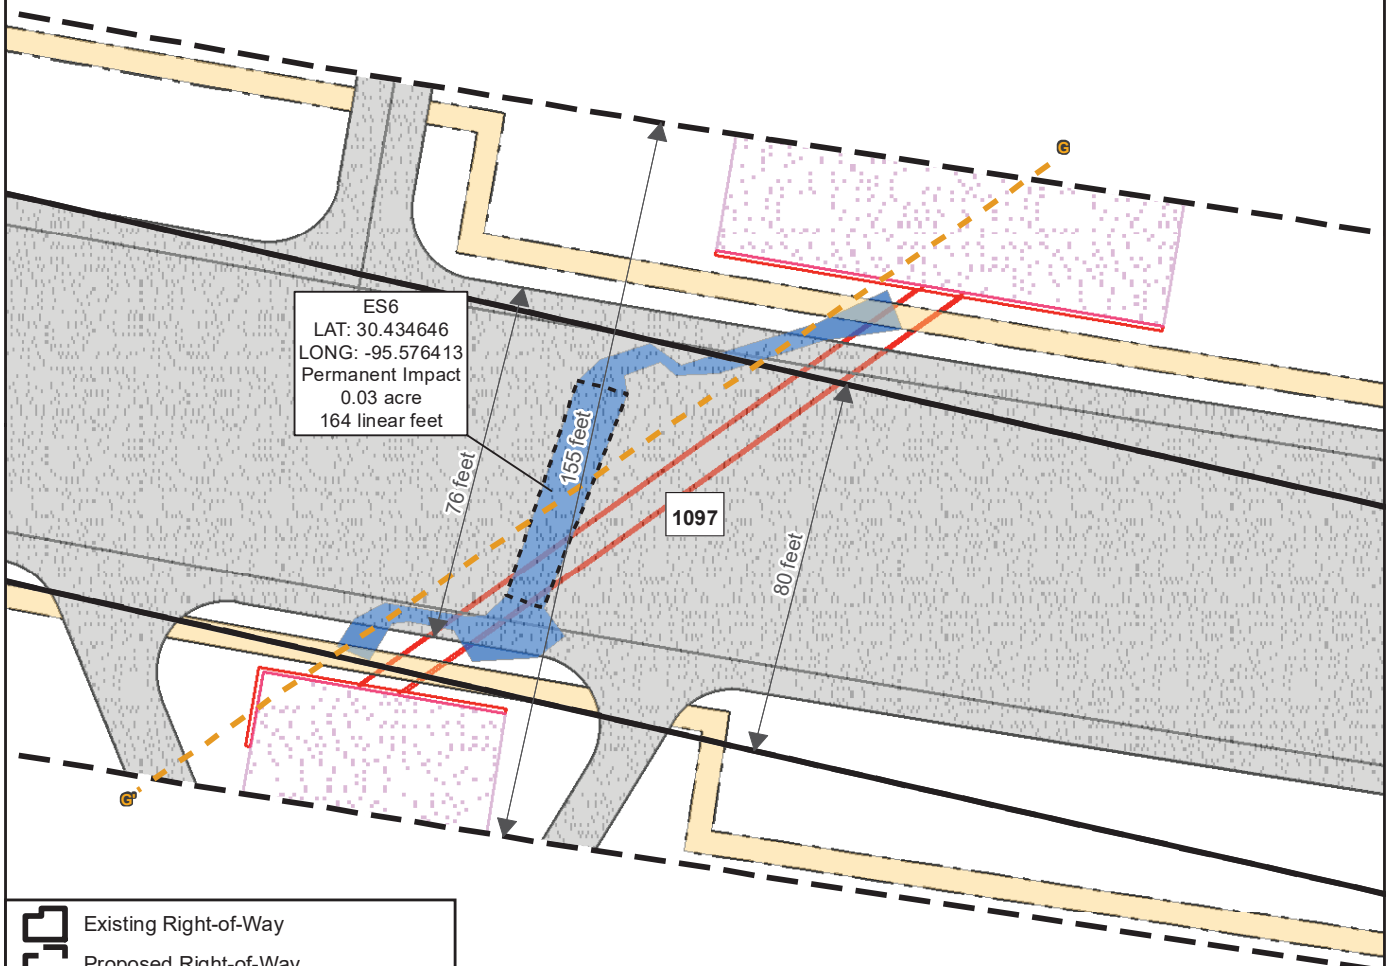 G
ES6
LAT: 30.434646
LONG: -95.576413
Permanent Impact
0.03 acre
164 linear feet
76 feet
155 feet
1097
80 feet
G'
Existing Right-of-Way
Proposed Right-of-Way